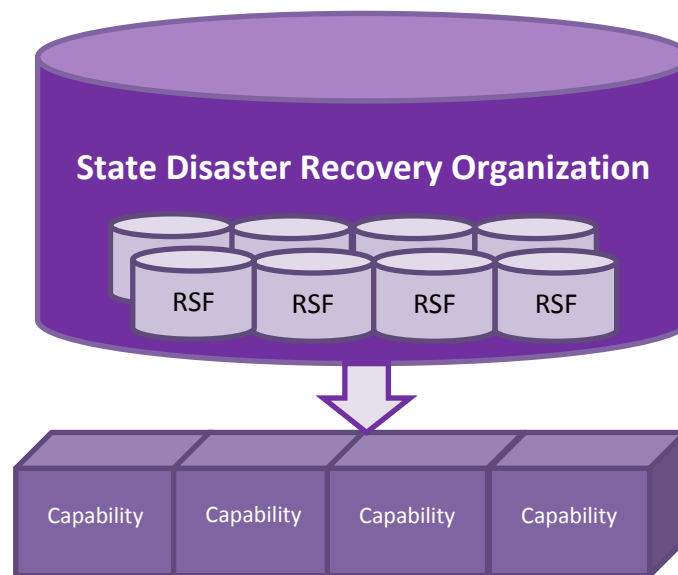 State Disaster Recovery Organization
RSF RSF RSF RSF
Capability Capability Capability Capability